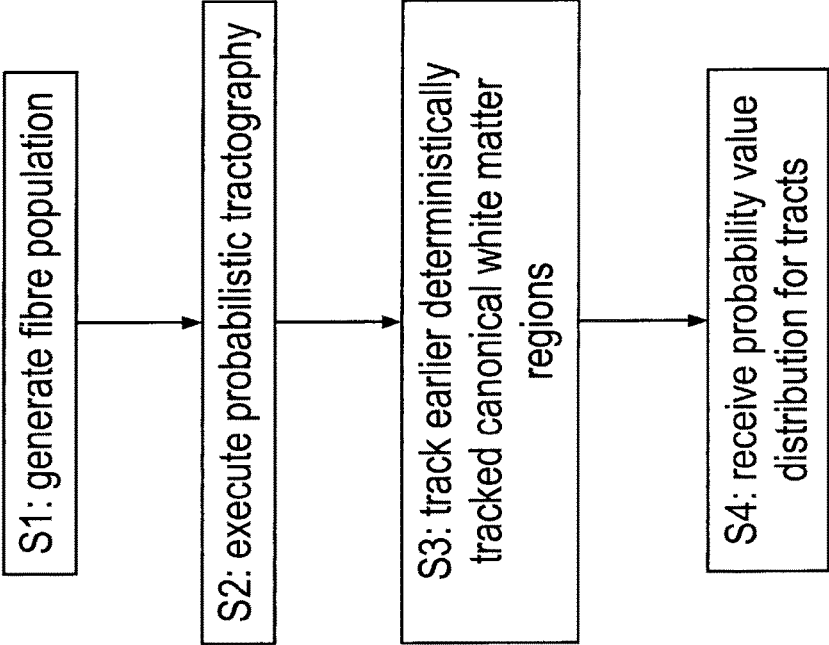 S1: generate fibre population
S2: execute probabilistic tractography
S3: track earlier deterministically
tracked canonical white matter
regions
S4: receive probability value
distribution for tracts